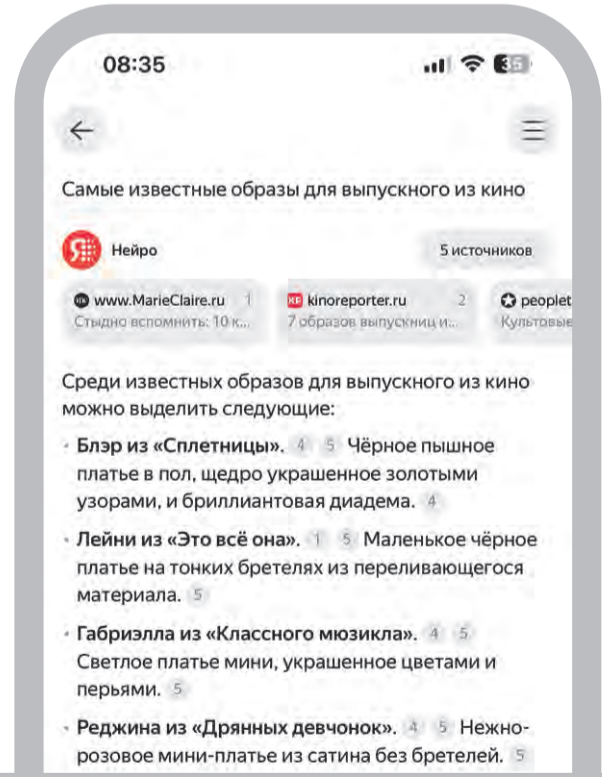 08:35
35
Самые известные образы для выпускного из кино
Нейро
5 источников
www.MarieClaire.ru 1
Стыдно вспомнить: 10 к...
kinoreporter.ru 2
7 образов выпускниц и...
peoplet
Культовые
Среди известных образов для выпускного из кино
можно выделить следующие:
• Блэр из «Сплетницы». 4 5 Чёрное пышное
платье в пол, щедро украшенное золотыми
узорами, и бриллиантовая диадема. 4
• Лейни из «Это всё она». 1 5 Маленькое чёрное
платье на тонких бретелях из переливающегося
материала. 5
• Габриэлла из «Классного мюзикла». 4 5
Светлое платье мини, украшенное цветами и
перьями. 5
• Реджина из «Дрянных девчонок». 4 5 Нежно-
розовое мини-платье из сатина без бретелей. 5